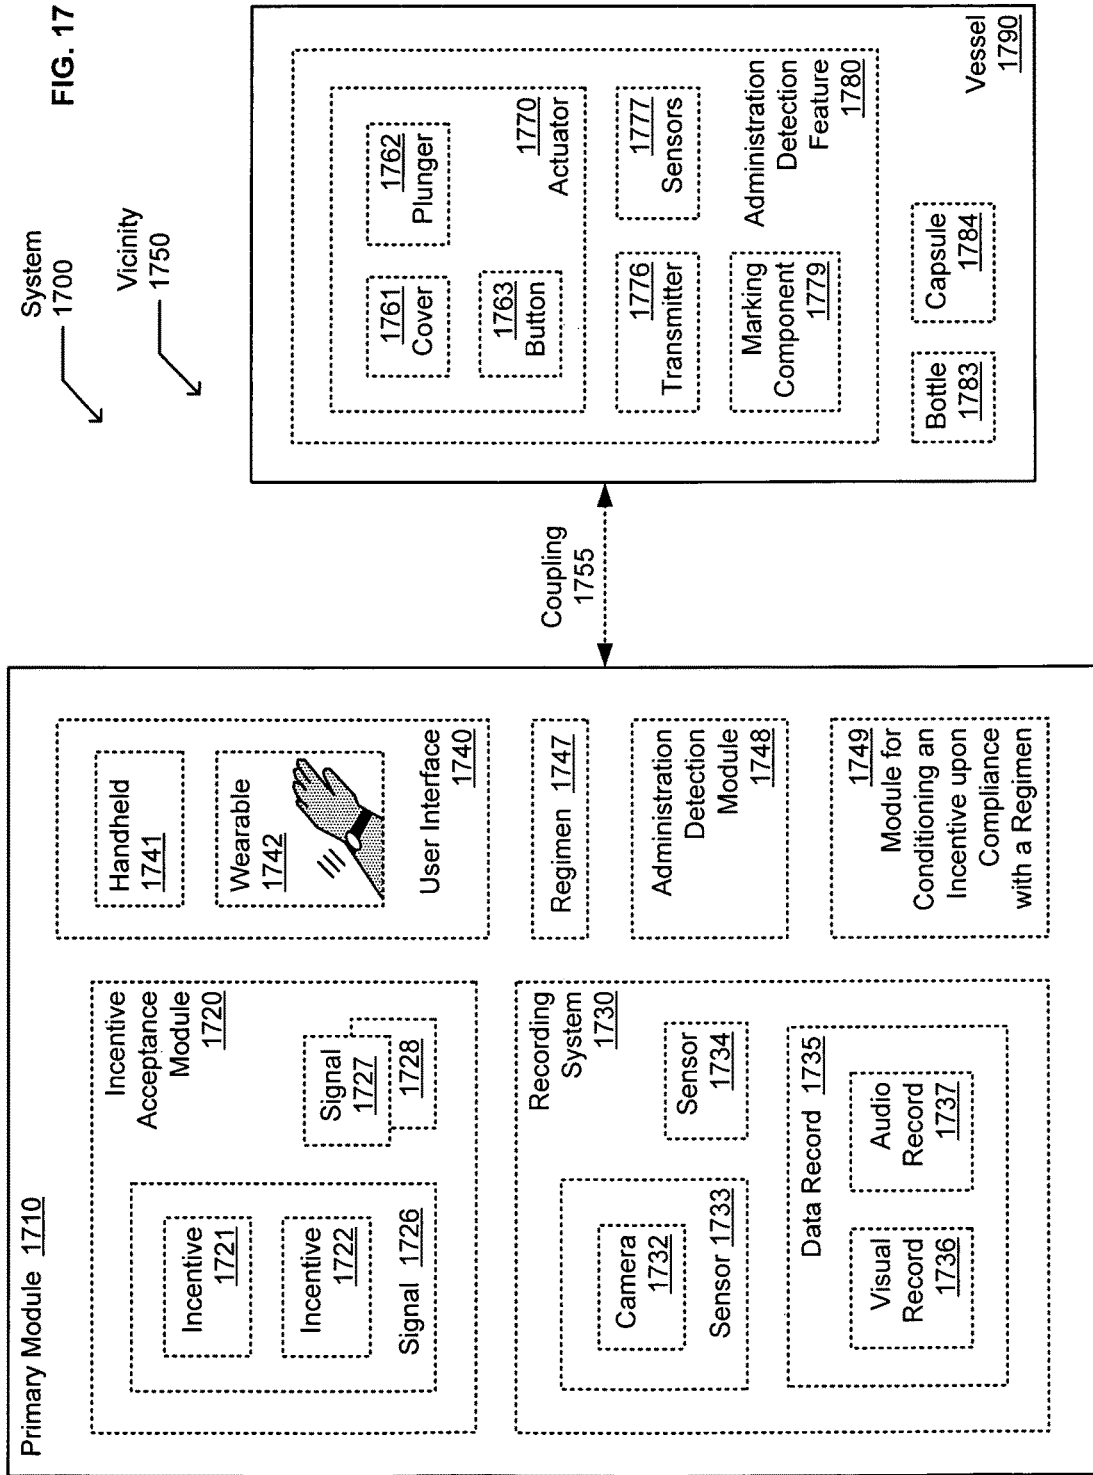 FIG. 17
System
1700
Vicinity
1750
Primary Module 1710
Incentive
Acceptance
Module
1720
Incentive
1721
Incentive
1722
Signal 1726
Signal
1727
1728
Recording
System
1730
Camera
1732
Sensor 1733
Sensor
1734
Data Record 1735
Visual
Record
1736
Audio
Record
1737
Handheld
1741
Wearable
1742
User Interface
1740
Regimen 1747
Administration
Detection
Module
1748
1749
Module for
Conditioning an
Incentive upon
Compliance
with a Regimen
Coupling
1755
1761
Cover
1762
Plunger
1763
Button
1770
Actuator
1776
Transmitter
1777
Sensors
Marking
Component
1779
Administration
Detection
Feature
1780
Bottle
1783
Capsule
1784
Vessel
1790